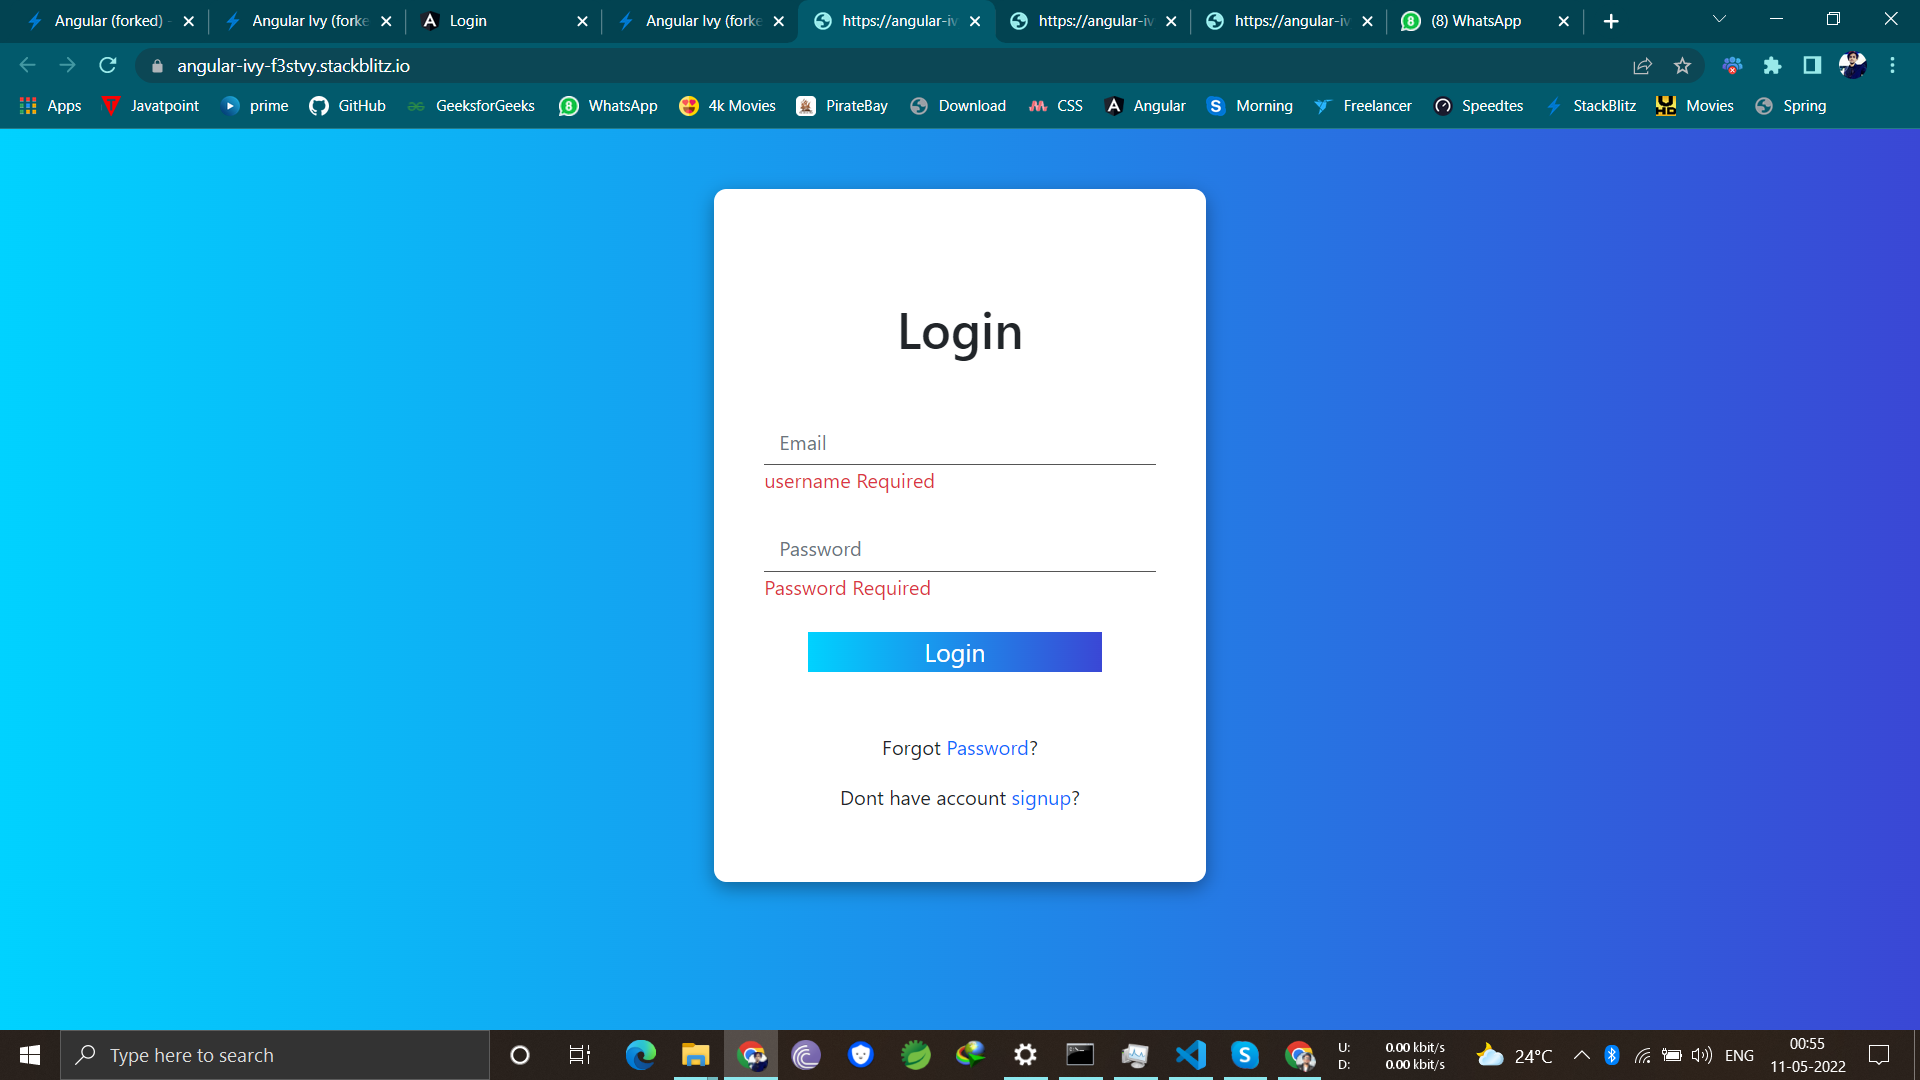 Angular (forked) -
Angular Ivy (forke
Login
Angular Ivy (forke
https://angular-iv
https://angular-iv
https://angular-iv
(8) WhatsApp
angular-ivy-f3stvy.stackblitz.io
Apps
Javatpoint
prime
GitHub
GeeksforGeeks
WhatsApp
4k Movies
PirateBay
Download
CSS
Angular
Morning
Freelancer
Speedtes
StackBlitz
Movies
Spring
Login
Email
username Required
Password
Password Required
Login
Forgot Password?
Dont have account signup?
Type here to search
U: 0.00 kbit/s
D: 0.00 kbit/s
24°C
ENG
00:55
11-05-2022